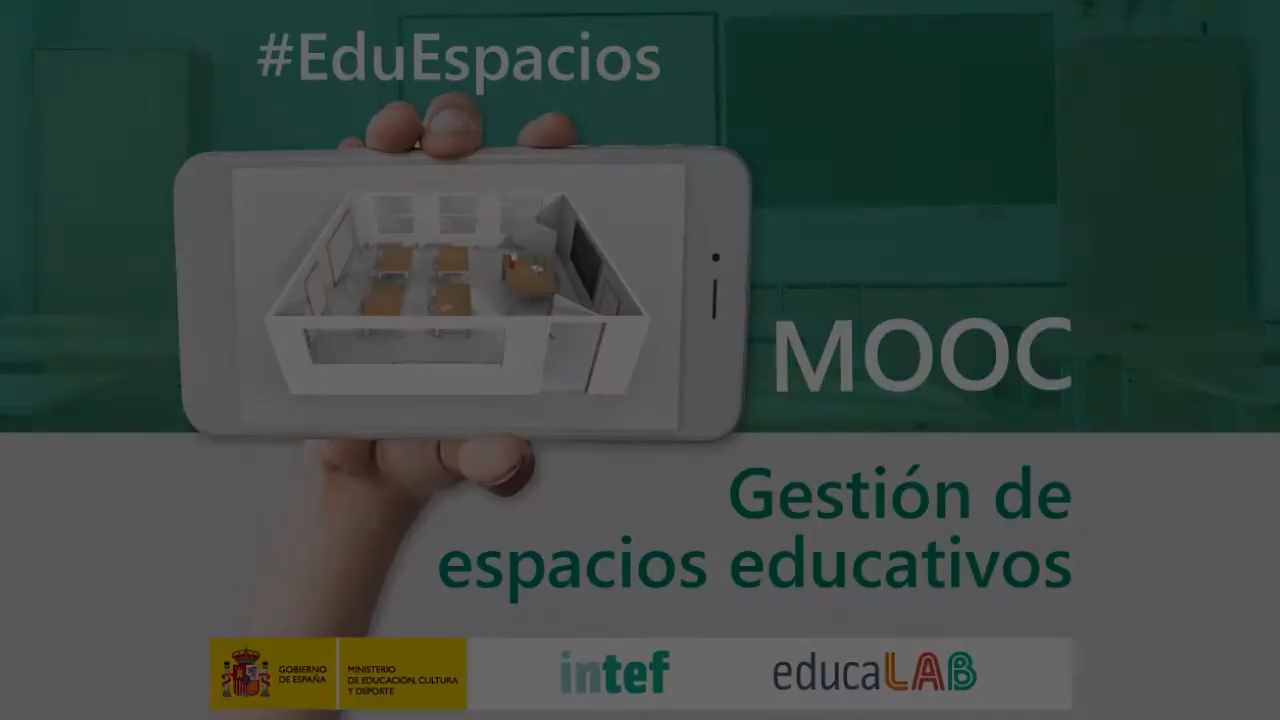 #EduEspacios
MOOC
Gestión de
espacios educativos
GOBIERNO
DE ESPAÑA
MINISTERIO
DE EDUCACIÓN, CULTURA
Y DEPORTE
intef
educaLAB